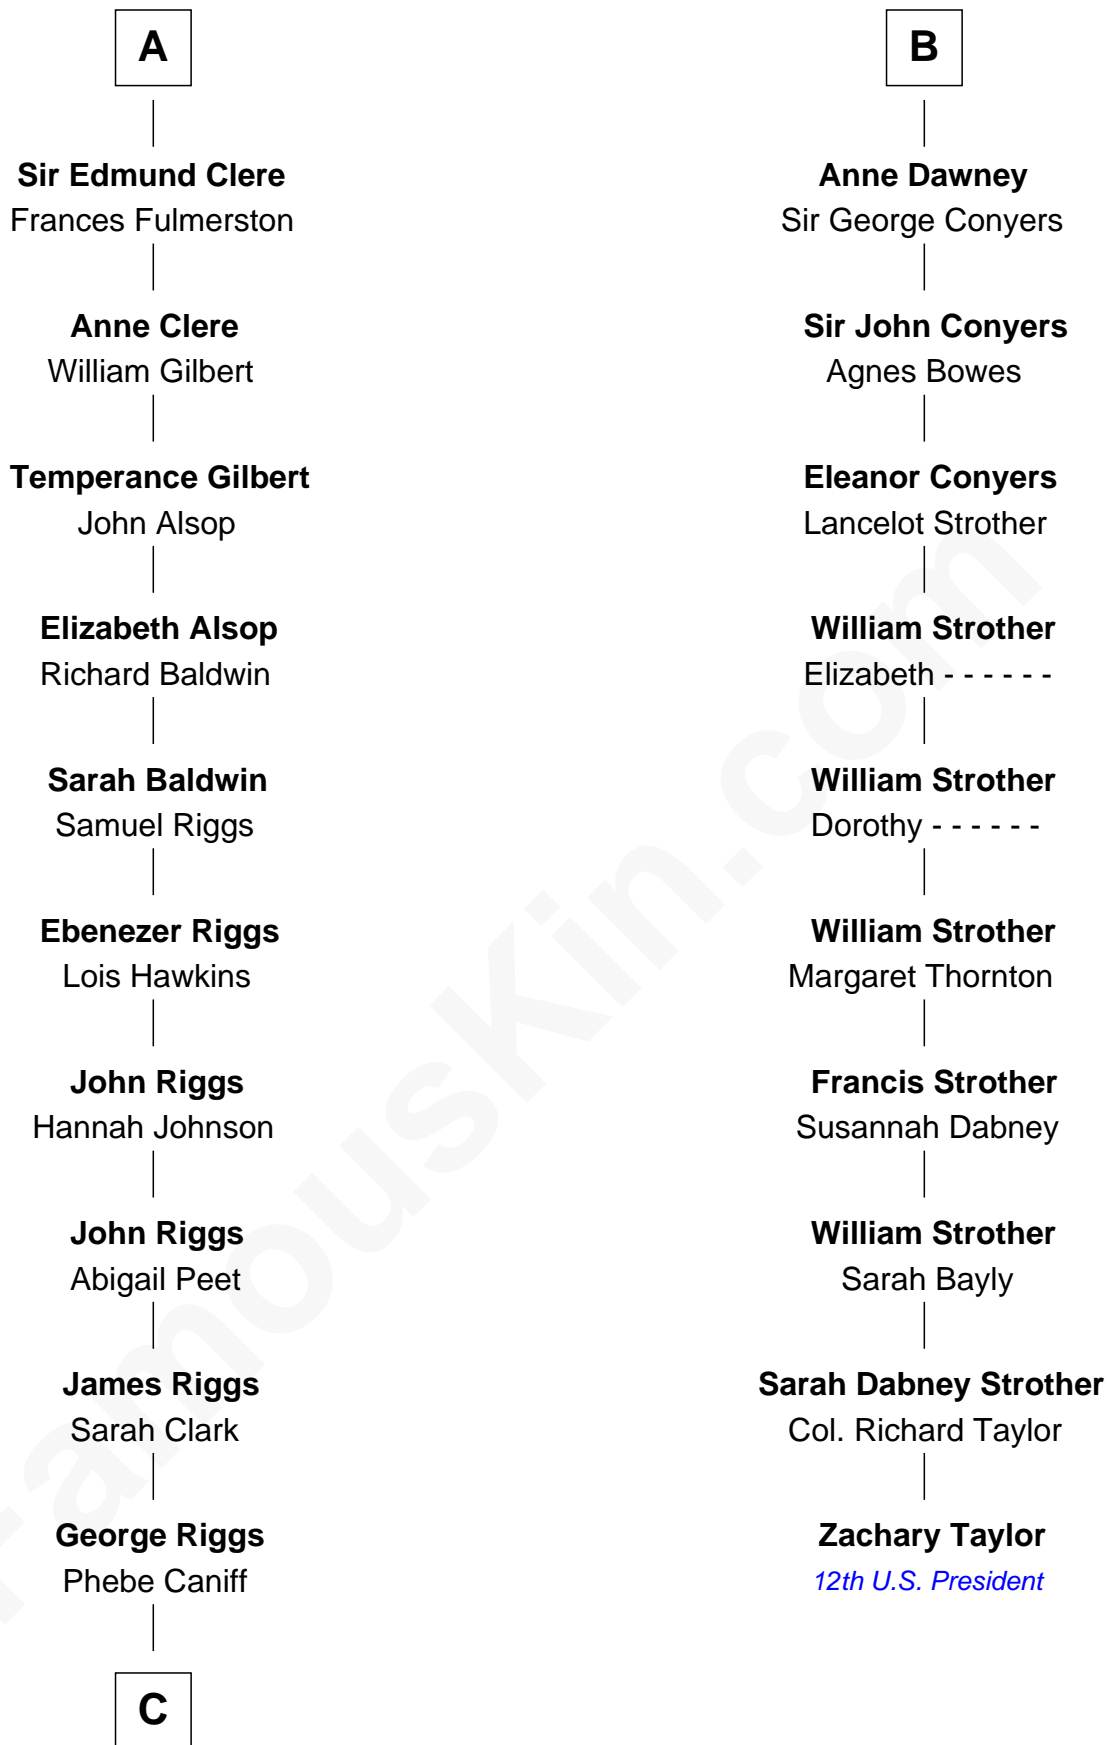 A
Sir Edmund Clere
Frances Fulmerston
Anne Clere
William Gilbert
Temperance Gilbert
John Alsop
Elizabeth Alsop
Richard Baldwin
Sarah Baldwin
Samuel Riggs
Ebenezer Riggs
Lois Hawkins
John Riggs
Hannah Johnson
John Riggs
Abigail Peet
James Riggs
Sarah Clark
George Riggs
Phebe Caniff
C
B
Anne Dawney
Sir George Conyers
Sir John Conyers
Agnes Bowes
Eleanor Conyers
Lancelot Strother
William Strother
Elizabeth - - - - - -
William Strother
Dorothy - - - - - -
William Strother
Margaret Thornton
Francis Strother
Susannah Dabney
William Strother
Sarah Bayly
Sarah Dabney Strother
Col. Richard Taylor
Zachary Taylor
12th U.S. President
FamousKin.com